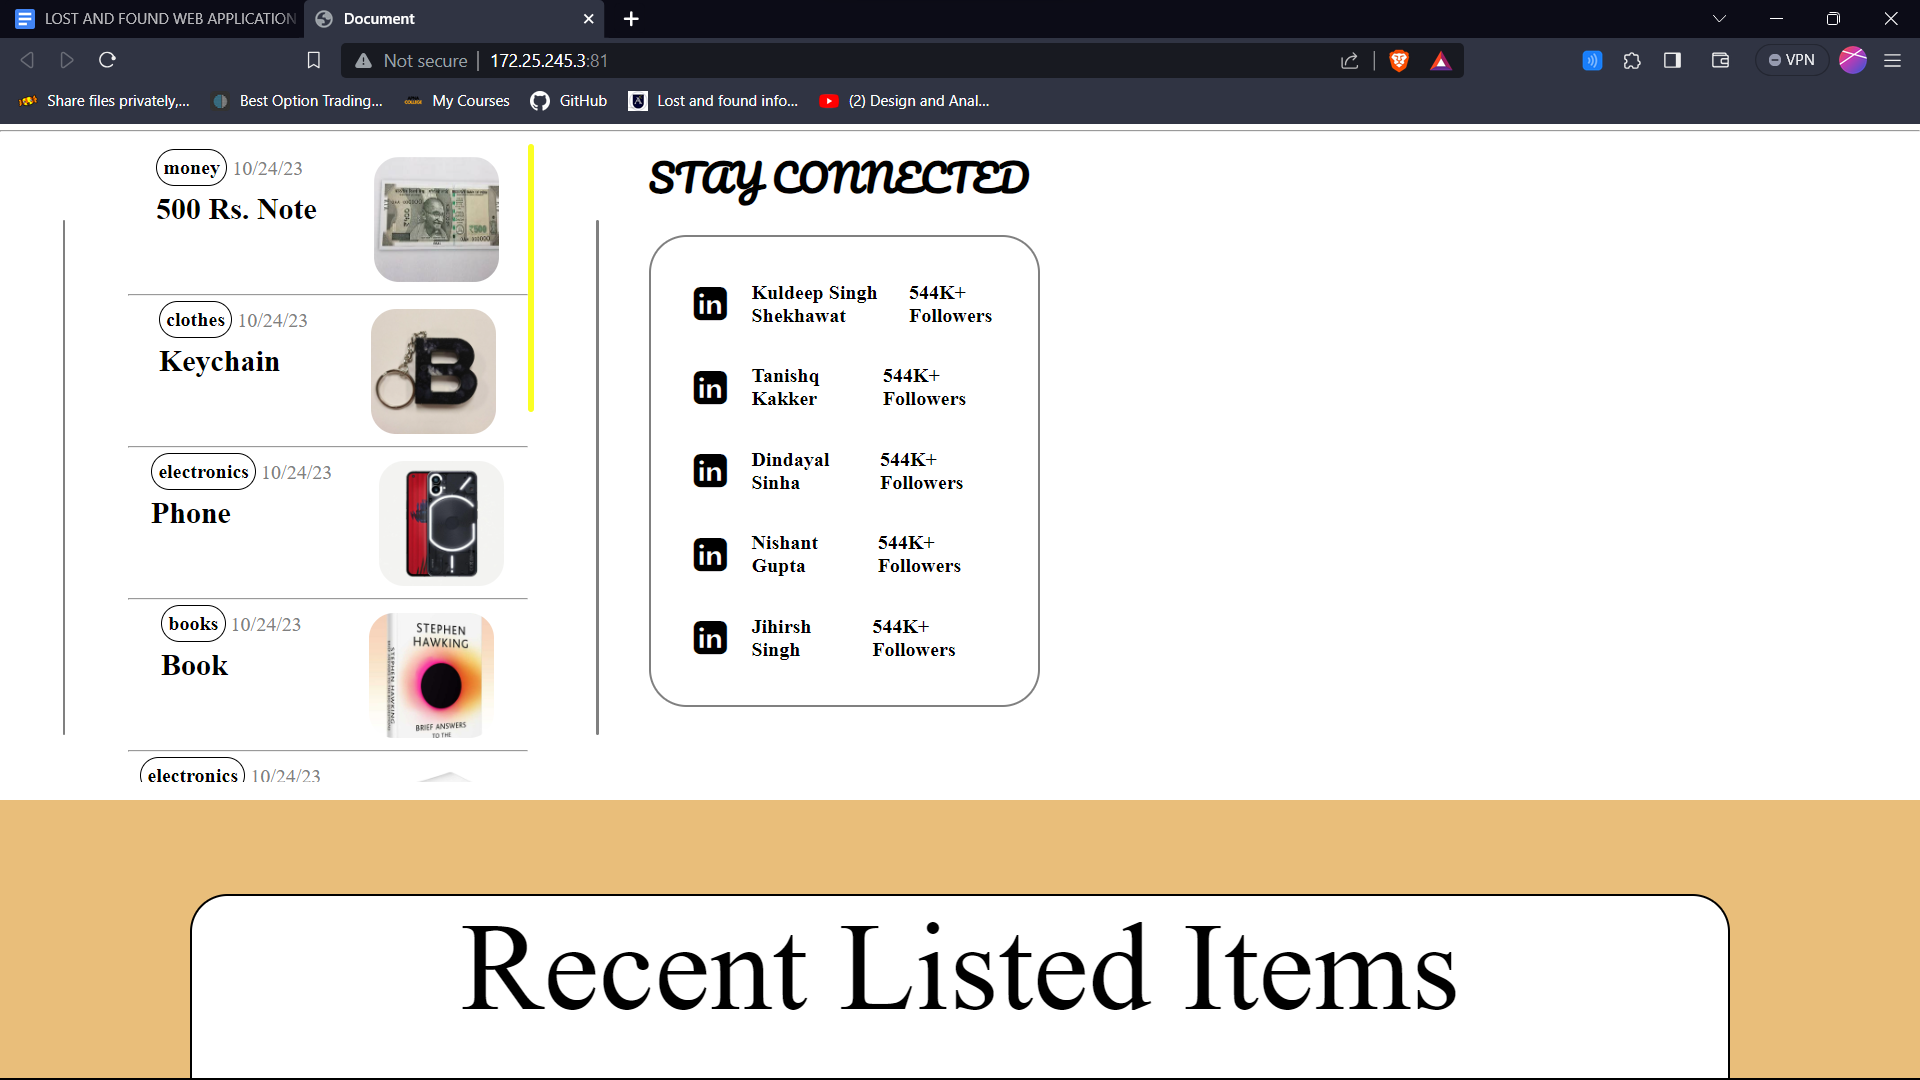 LOST AND FOUND WEB APPLICATION
Document
Not secure
172.25.245.3:81
VPN
Share files privately,...
Best Option Trading...
My Courses
GitHub
Lost and found info...
(2) Design and Anal...
money 10/24/23
500 Rs. Note
clothes 10/24/23
Keychain
electronics 10/24/23
Phone
books 10/24/23
Book
STEPHEN
HAWKING
BRIEF ANSWERS
TO THE
electronics 10/24/23
STAY CONNECTED
Kuldeep Singh
Shekhawat
544K+
Followers
Tanishq
Kakker
544K+
Followers
Dindayal
Sinha
544K+
Followers
Nishant
Gupta
544K+
Followers
Jihirsh
Singh
544K+
Followers
Recent Listed Items